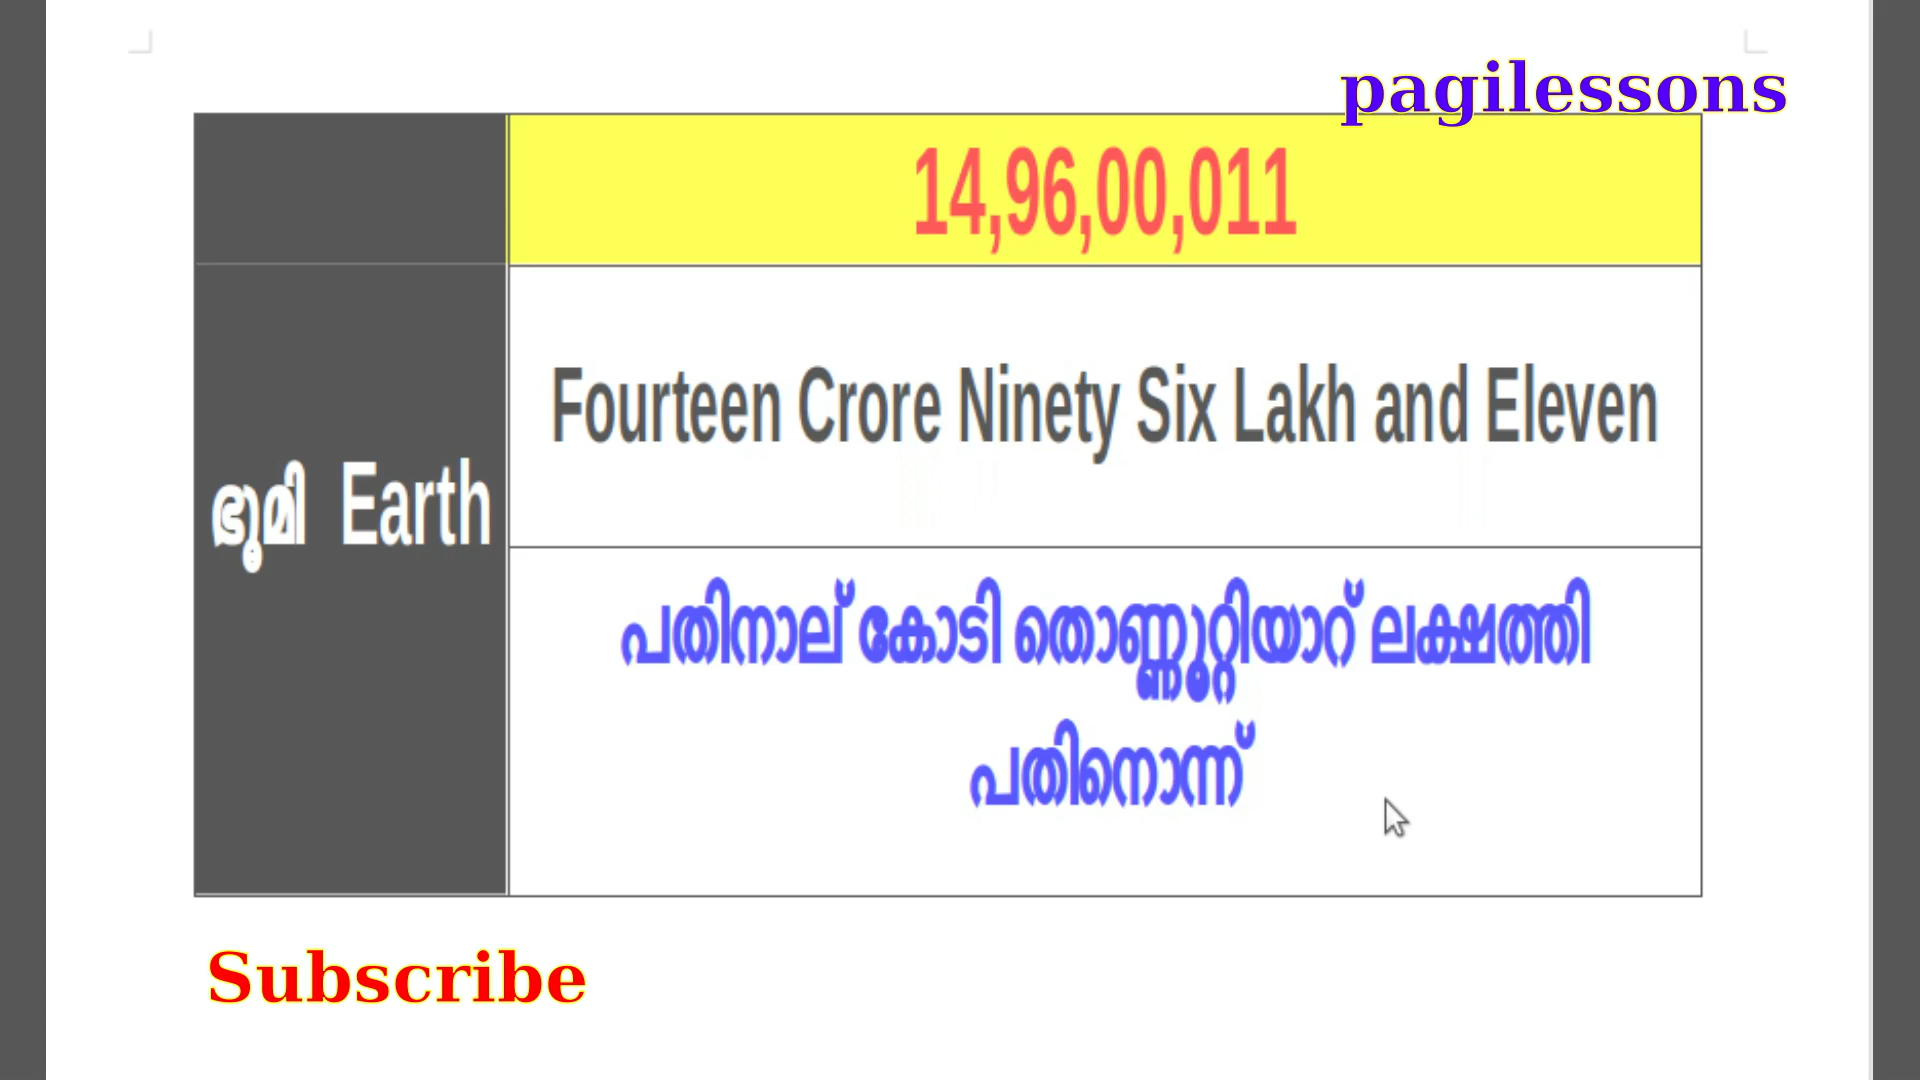 pagilessons
14,96,00,011
Fourteen Crore Ninety Six Lakh and Eleven
ഭൂമി Earth
പതിനാല് കോടി തൊണ്ണൂറ്റിയാറ് ലക്ഷത്തി
പതിനൊന്ന്
Subscribe